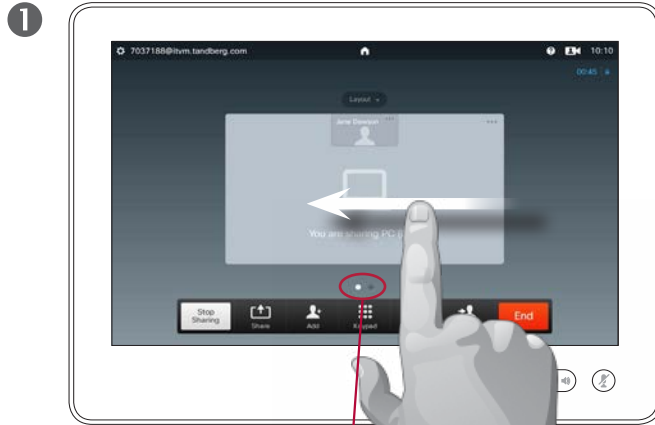 1
7037188@itvm.tandberg.com
10:10
00:45
Layout
Jane Dawson
You are sharing PC
Stop
Sharing
Share
Add
Keypad
End